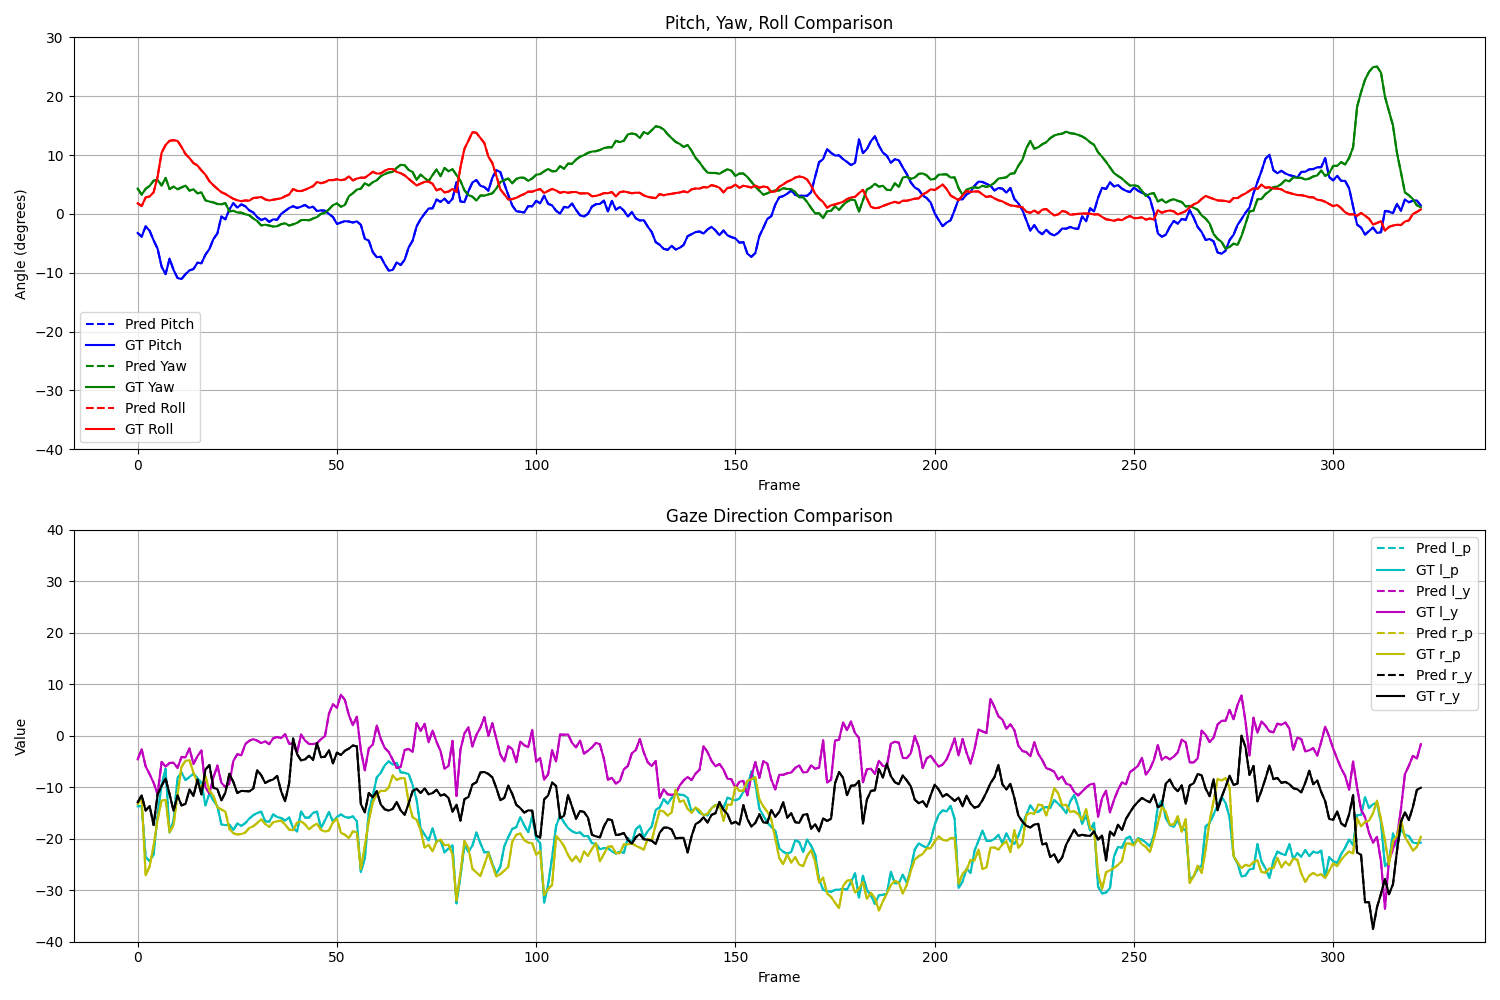 Pitch, Yaw, Roll Comparison
30
20
10
0
−10
−20
−30
−40
Angle (degrees)
Pred Pitch
GT Pitch
Pred Yaw
GT Yaw
Pred Roll
GT Roll
0 50 100 150 200 250 300
Frame
Gaze Direction Comparison
40
30
20
10
0
−10
−20
−30
−40
Value
Pred l_p
GT l_p
Pred l_y
GT l_y
Pred r_p
GT r_p
Pred r_y
GT r_y
0 50 100 150 200 250 300
Frame